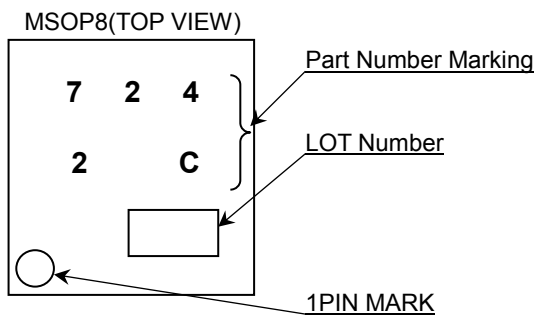 MSOP8(TOP VIEW)
Part Number Marking
7 2 4
2 C
LOT Number
1PIN MARK